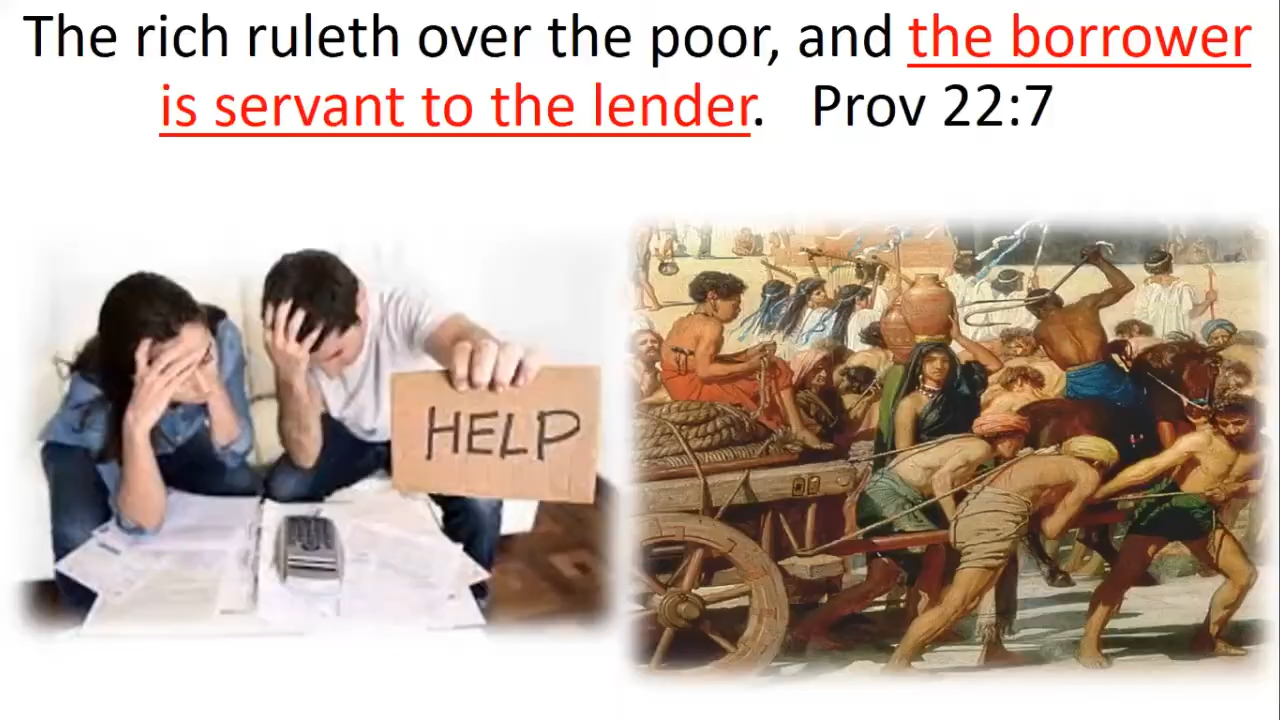 The rich ruleth over the poor, and the borrower
is servant to the lender.   Prov 22:7
HELP